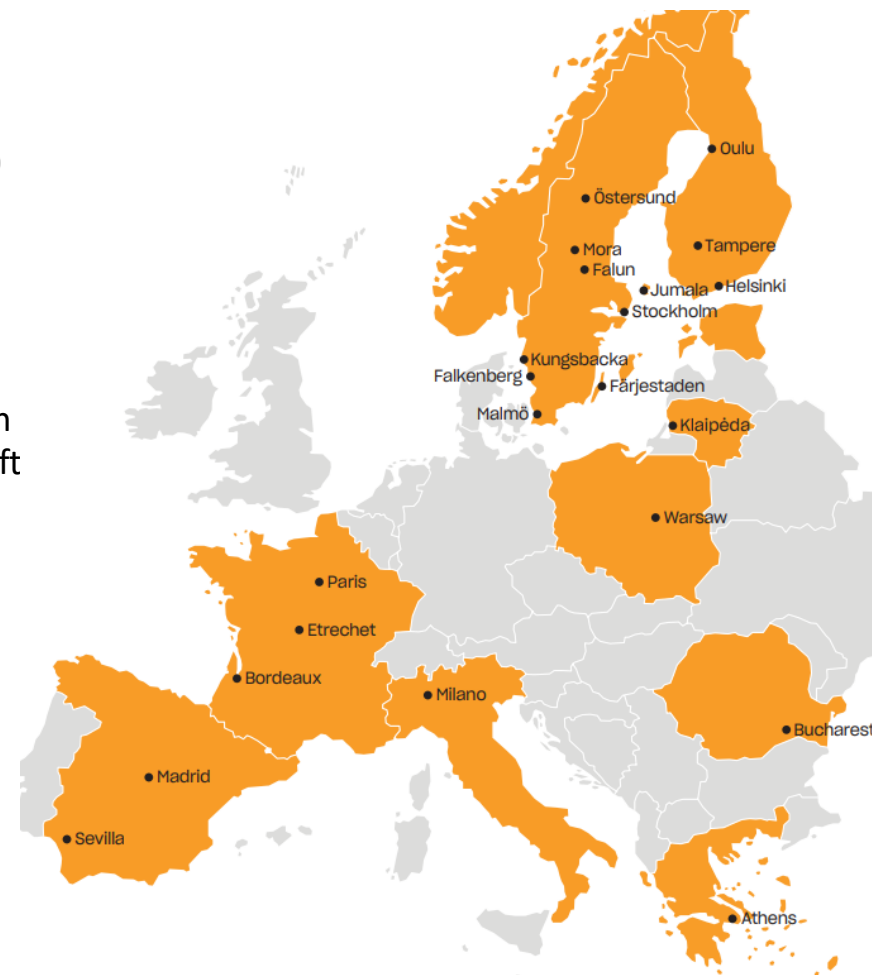 )
Oulu
Östersund
Mora
Tampere
Falun
Helsinki
Jumala
Stockholm
Kungsbacka
Falkenberg
Färjestaden
Malmö
n
Klaipėda
ft
Warsaw
Paris
Etrechet
Bordeaux
Milano
Bucharest
Madrid
Sevilla
Athens